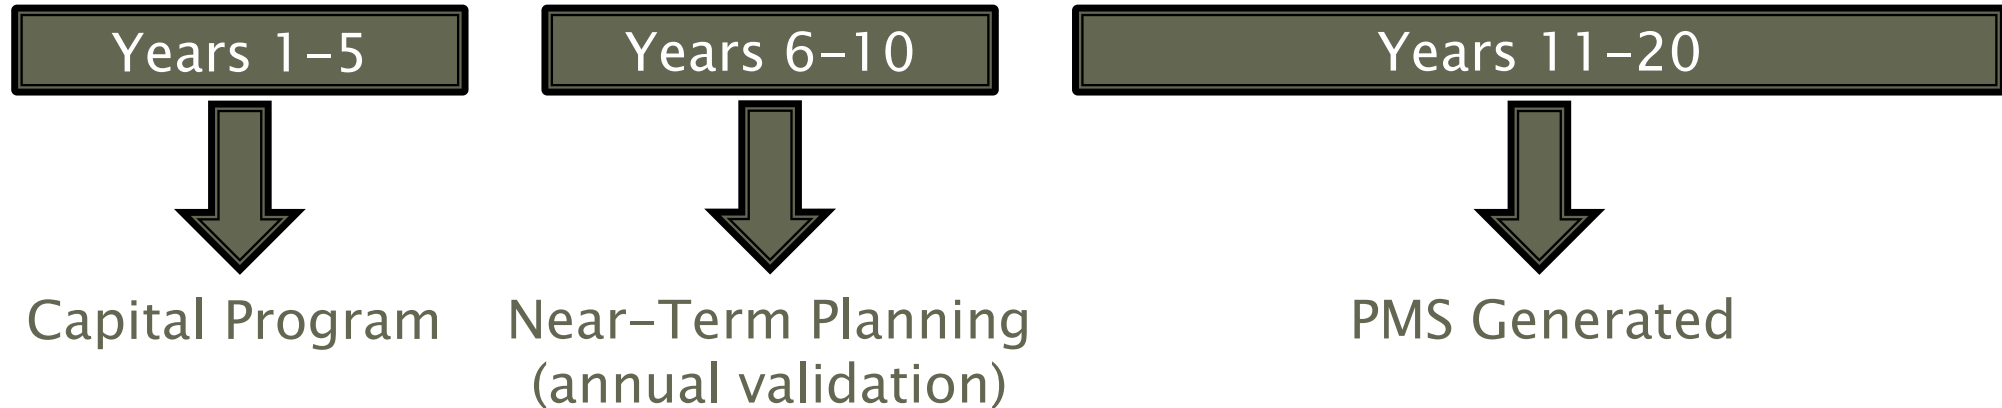 Years 1-5
Years 6-10
Years 11-20
Capital Program
Near-Term Planning
(annual validation)
PMS Generated